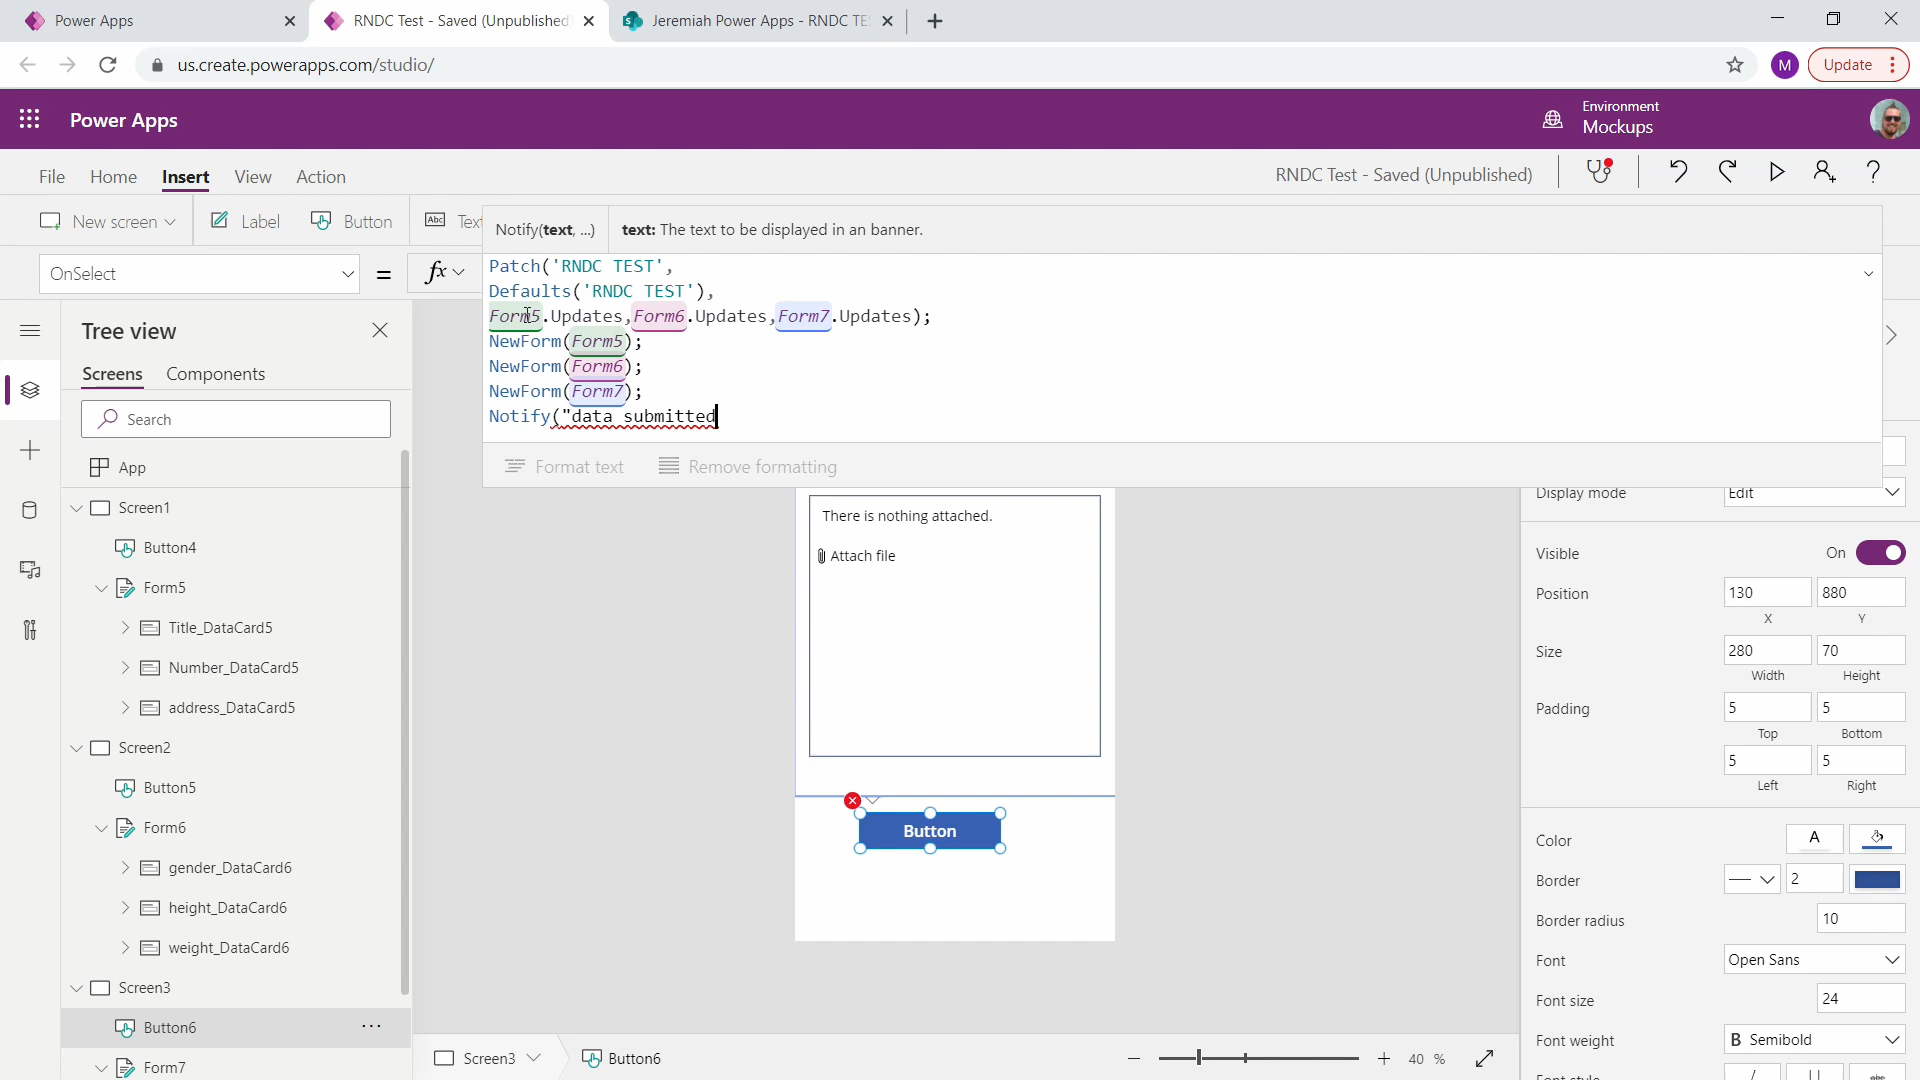 Power Apps
RNDC Test - Saved (Unpublished)
Jeremiah Power Apps - RNDC TE
us.create.powerapps.com/studio/
M
Update
Power Apps
Environment
Mockups
File
Home
Insert
View
Action
RNDC Test - Saved (Unpublished)
New screen
Label
Button
Abc
Text
Notify(text, ...)
text: The text to be displayed in an banner.
OnSelect
=
fx
Patch('RNDC TEST',
Defaults('RNDC TEST'),
Form5.Updates,Form6.Updates,Form7.Updates);
NewForm(Form5);
NewForm(Form6);
NewForm(Form7);
Notify("data submitted
Format text
Remove formatting
Tree view
Screens
Components
Search
App
Screen1
Button4
Form5
Title_DataCard5
Number_DataCard5
address_DataCard5
Screen2
Button5
Form6
gender_DataCard6
height_DataCard6
weight_DataCard6
Screen3
Button6
Form7
There is nothing attached.
Attach file
Button
Display mode
Edit
Visible
On
Position
130
880
X
Y
Size
280
70
Width
Height
Padding
5
5
Top
Bottom
5
5
Left
Right
Color
A
Border
2
Border radius
10
Font
Open Sans
Font size
24
Font weight
B Semibold
Font style
/
U
abc
Screen3
Button6
40 %